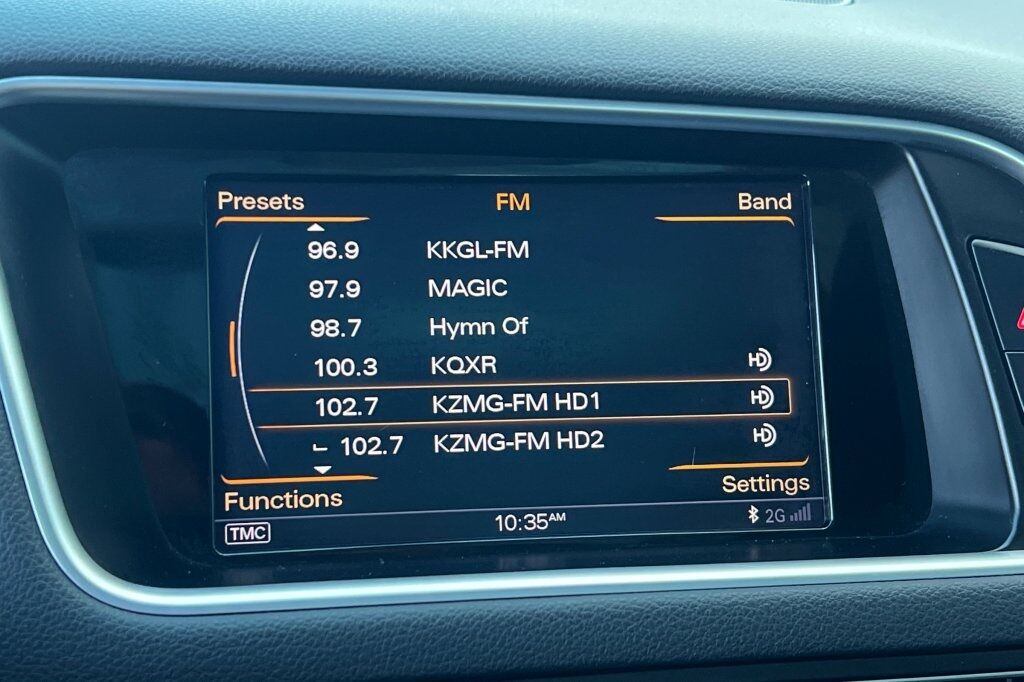 Presets FM Band
96.9 KKGL-FM
97.9 MAGIC
98.7 Hymn Of
100.3 KQXR HD
102.7 KZMG-FM HD1 HD
102.7 KZMG-FM HD2 HD
Functions Settings
TMC 10:35AM 2G